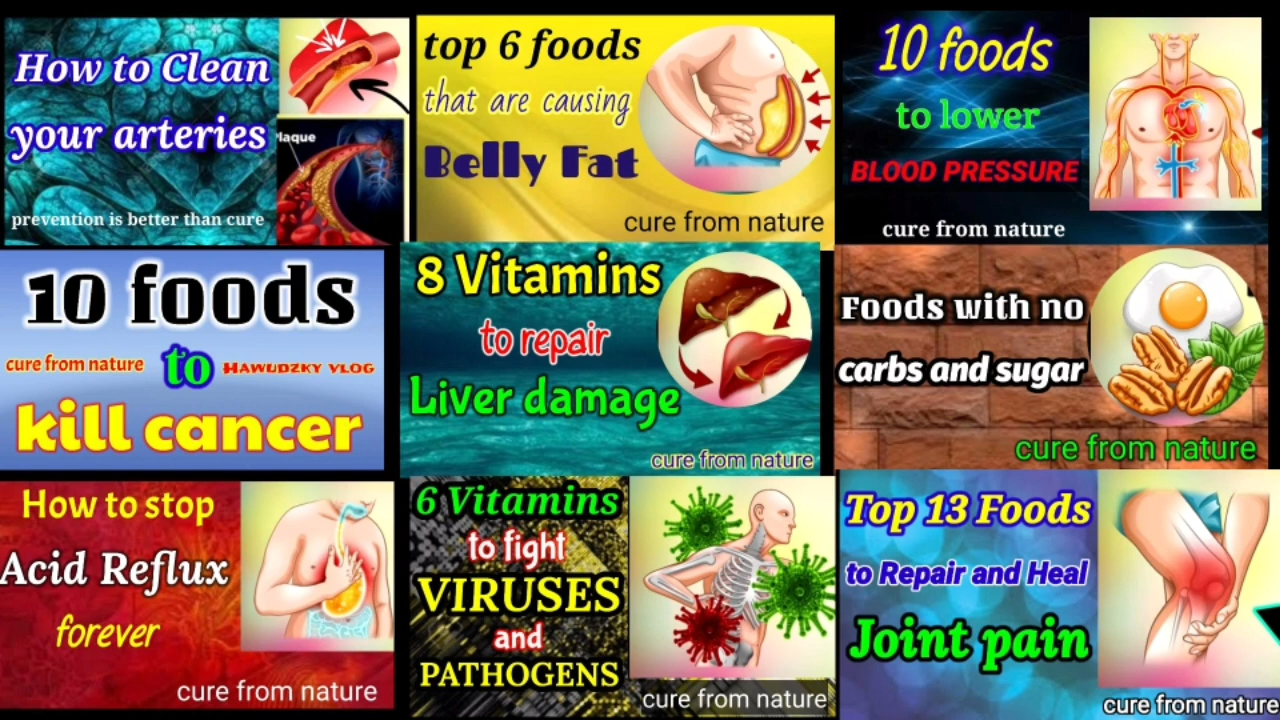 How to Clean
your arteries
Plaque
prevention is better than cure
top 6 foods
that are causing
Belly Fat
cure from nature
10 foods
to lower
BLOOD PRESSURE
cure from nature
10 foods
cure from nature to HAWUDZKY VLOG
kill cancer
8 Vitamins
to repair
Liver damage
cure from nature
Foods with no
carbs and sugar
cure from nature
How to stop
Acid Reflux
forever
cure from nature
6 Vitamins
to fight
VIRUSES
and
PATHOGENS
cure from nature
Top 13 Foods
to Repair and Heal
Joint pain
cure from nature